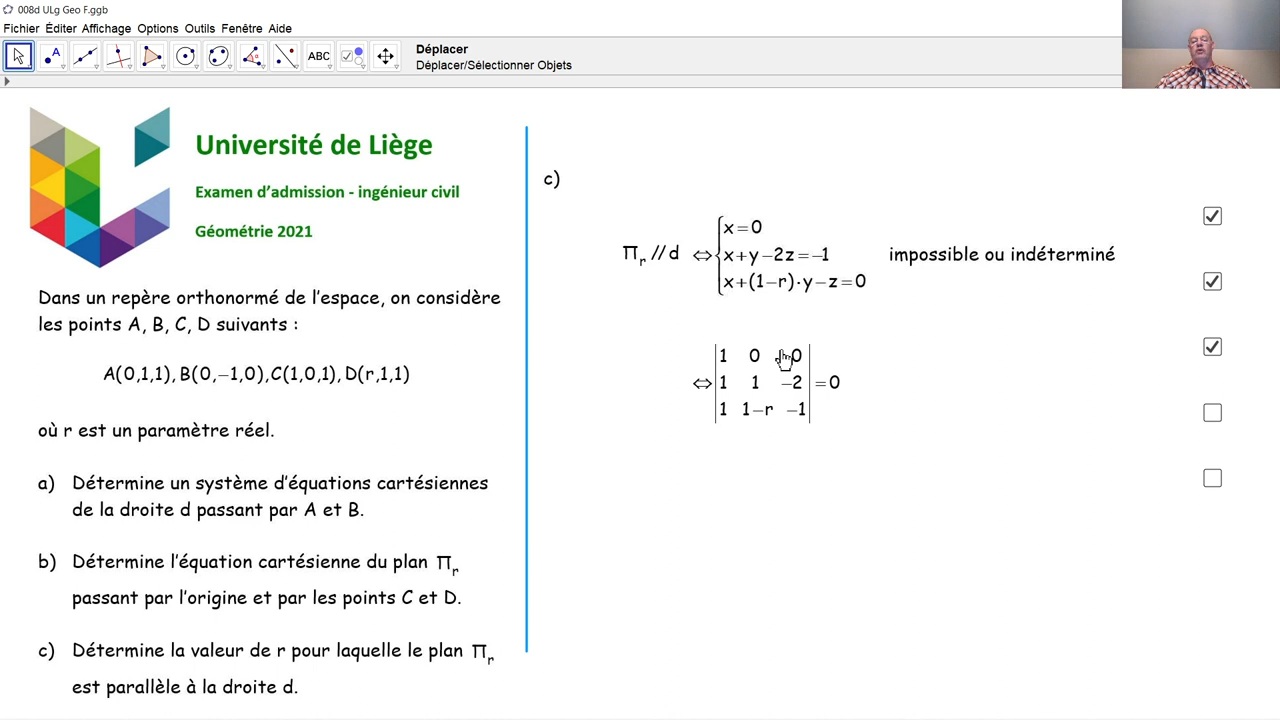 008d ULg Geo F.ggb
Fichier Éditer Affichage Options Outils Fenêtre Aide
A
ABC
Déplacer
Déplacer/Sélectionner Objets
Université de Liège
Examen d’admission - ingénieur civil
Géométrie 2021
Dans un repère orthonormé de l’espace, on considère
les points A, B, C, D suivants :
A(0,1,1), B(0,−1,0),C(1,0,1),D(r,1,1)
où r est un paramètre réel.
a) Détermine un système d’équations cartésiennes
de la droite d passant par A et B.
b) Détermine l’équation cartésienne du plan Πr
passant par l’origine et par les points C et D.
c) Détermine la valeur de r pour laquelle le plan Πr
est parallèle à la droite d.
c)
x=0
Πr // d ⇔ x+y−2z=−1 impossible ou indéterminé
x+(1−r)·y−z=0
1 0 0
⇔ 1 1 −2 =0
1 1−r −1